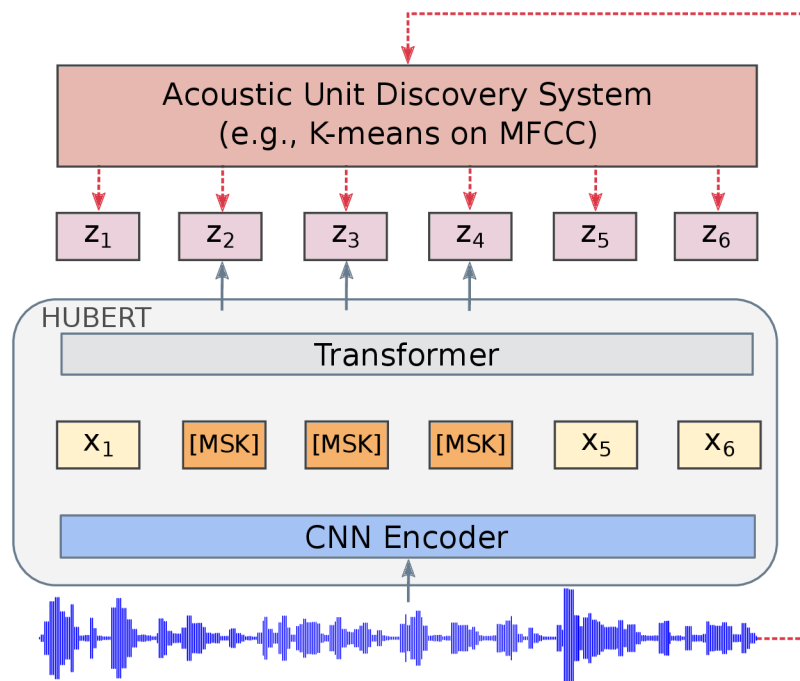 Acoustic Unit Discovery System
(e.g., K-means on MFCC)
z₁ z₂ z₃ z₄ z₅ z₆
HUBERT
Transformer
x₁ [MSK] [MSK] [MSK] x₅ x₆
CNN Encoder